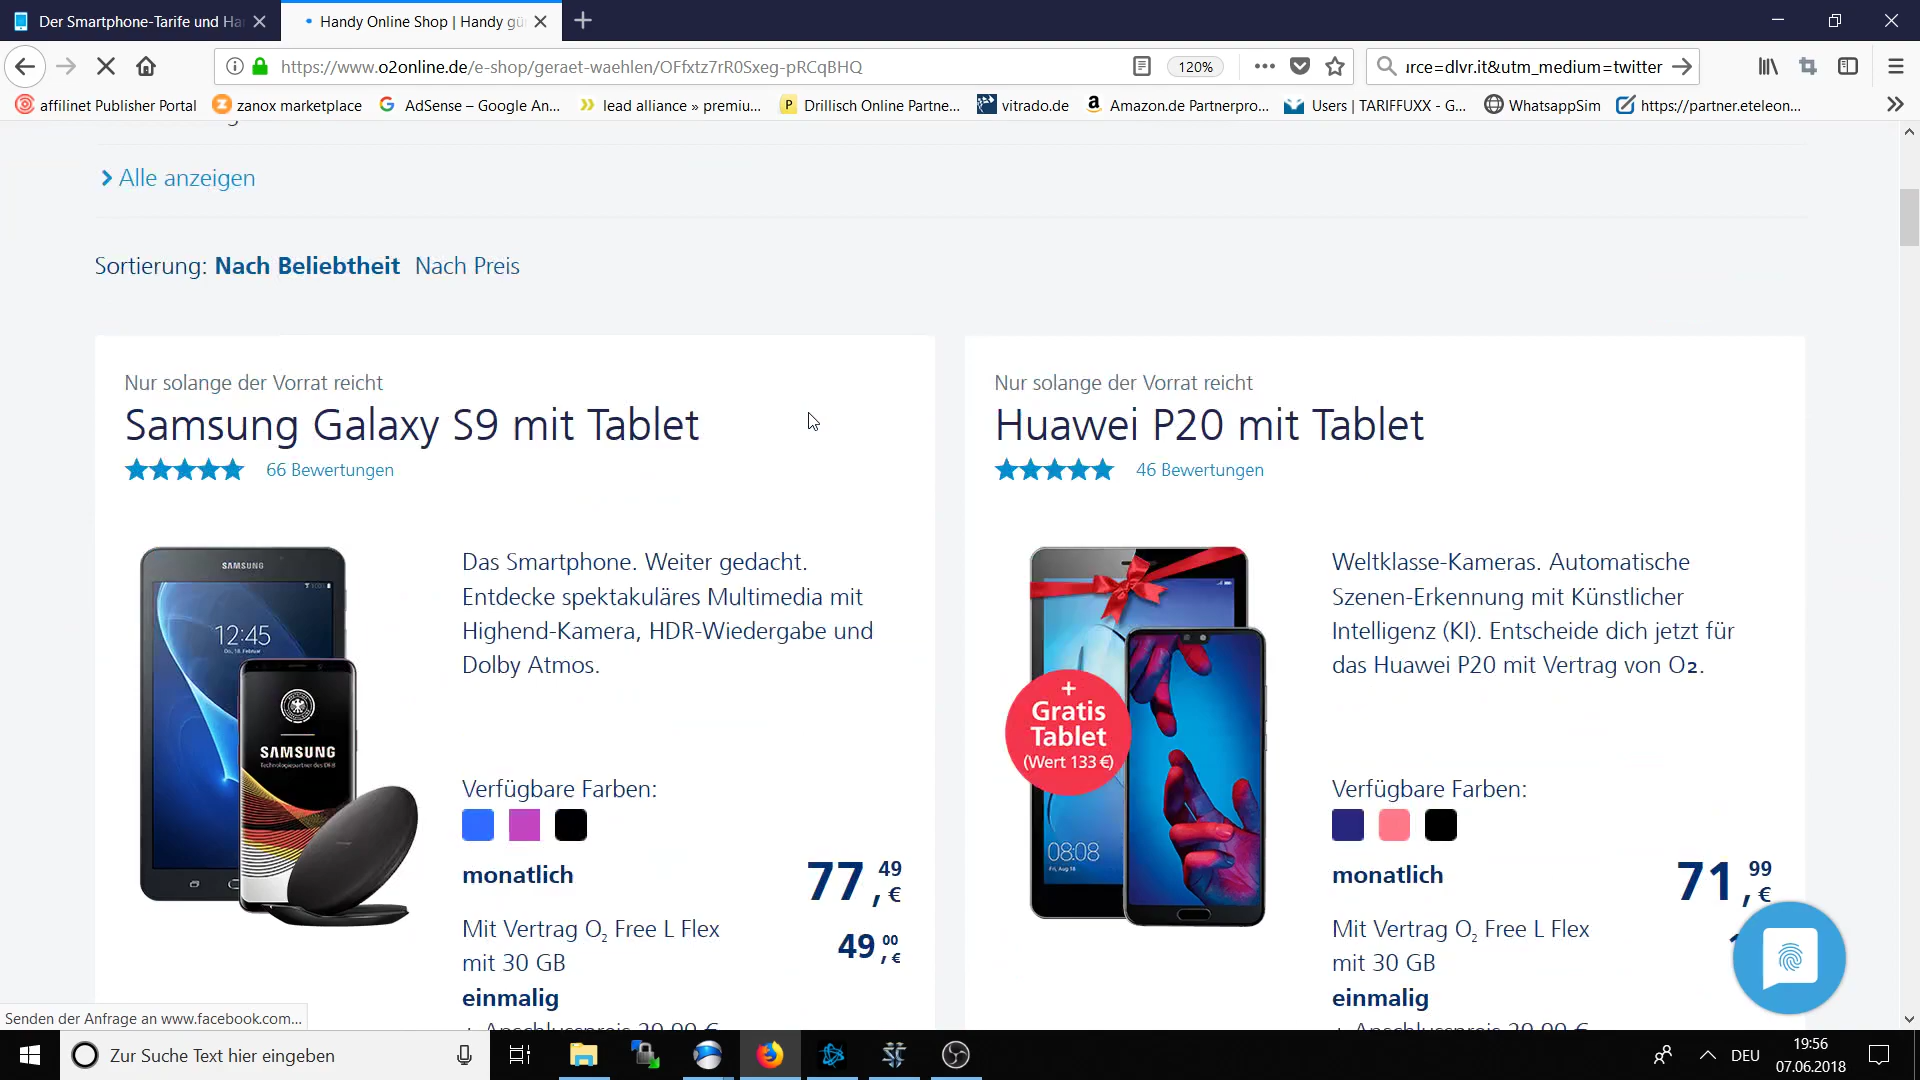 Der Smartphone-Tarife und Ha
Handy Online Shop | Handy gü
https://www.o2online.de/e-shop/geraet-waehlen/OFfxtz7rR0Sxeg-pRCqBHQ
120%
ırce=dlvr.it&utm_medium=twitter
affilinet Publisher Portal
zanox marketplace
AdSense – Google An...
lead alliance » premiu...
Drillisch Online Partne...
vitrado.de
Amazon.de Partnerpro...
Users | TARIFFUXX - G...
WhatsappSim
https://partner.eteleon...
Alle anzeigen
Sortierung: Nach Beliebtheit Nach Preis
Nur solange der Vorrat reicht
Samsung Galaxy S9 mit Tablet
66 Bewertungen
SAMSUNG
12:45
SAMSUNG
Das Smartphone. Weiter gedacht.
Entdecke spektakuläres Multimedia mit
Highend-Kamera, HDR-Wiedergabe und
Dolby Atmos.
Verfügbare Farben:
monatlich
77,49 €
Mit Vertrag O₂ Free L Flex
mit 30 GB
49,00 €
einmalig
+ Anschlusspreis 29,99 €
Nur solange der Vorrat reicht
Huawei P20 mit Tablet
46 Bewertungen
+
Gratis
Tablet
(Wert 133 €)
08:08
Fri, Aug 18
Weltklasse-Kameras. Automatische
Szenen-Erkennung mit Künstlicher
Intelligenz (KI). Entscheide dich jetzt für
das Huawei P20 mit Vertrag von O2.
Verfügbare Farben:
monatlich
71,99 €
Mit Vertrag O₂ Free L Flex
mit 30 GB
einmalig
+ Anschlusspreis 29,99 €
Senden der Anfrage an www.facebook.com...
Zur Suche Text hier eingeben
DEU
19:56
07.06.2018